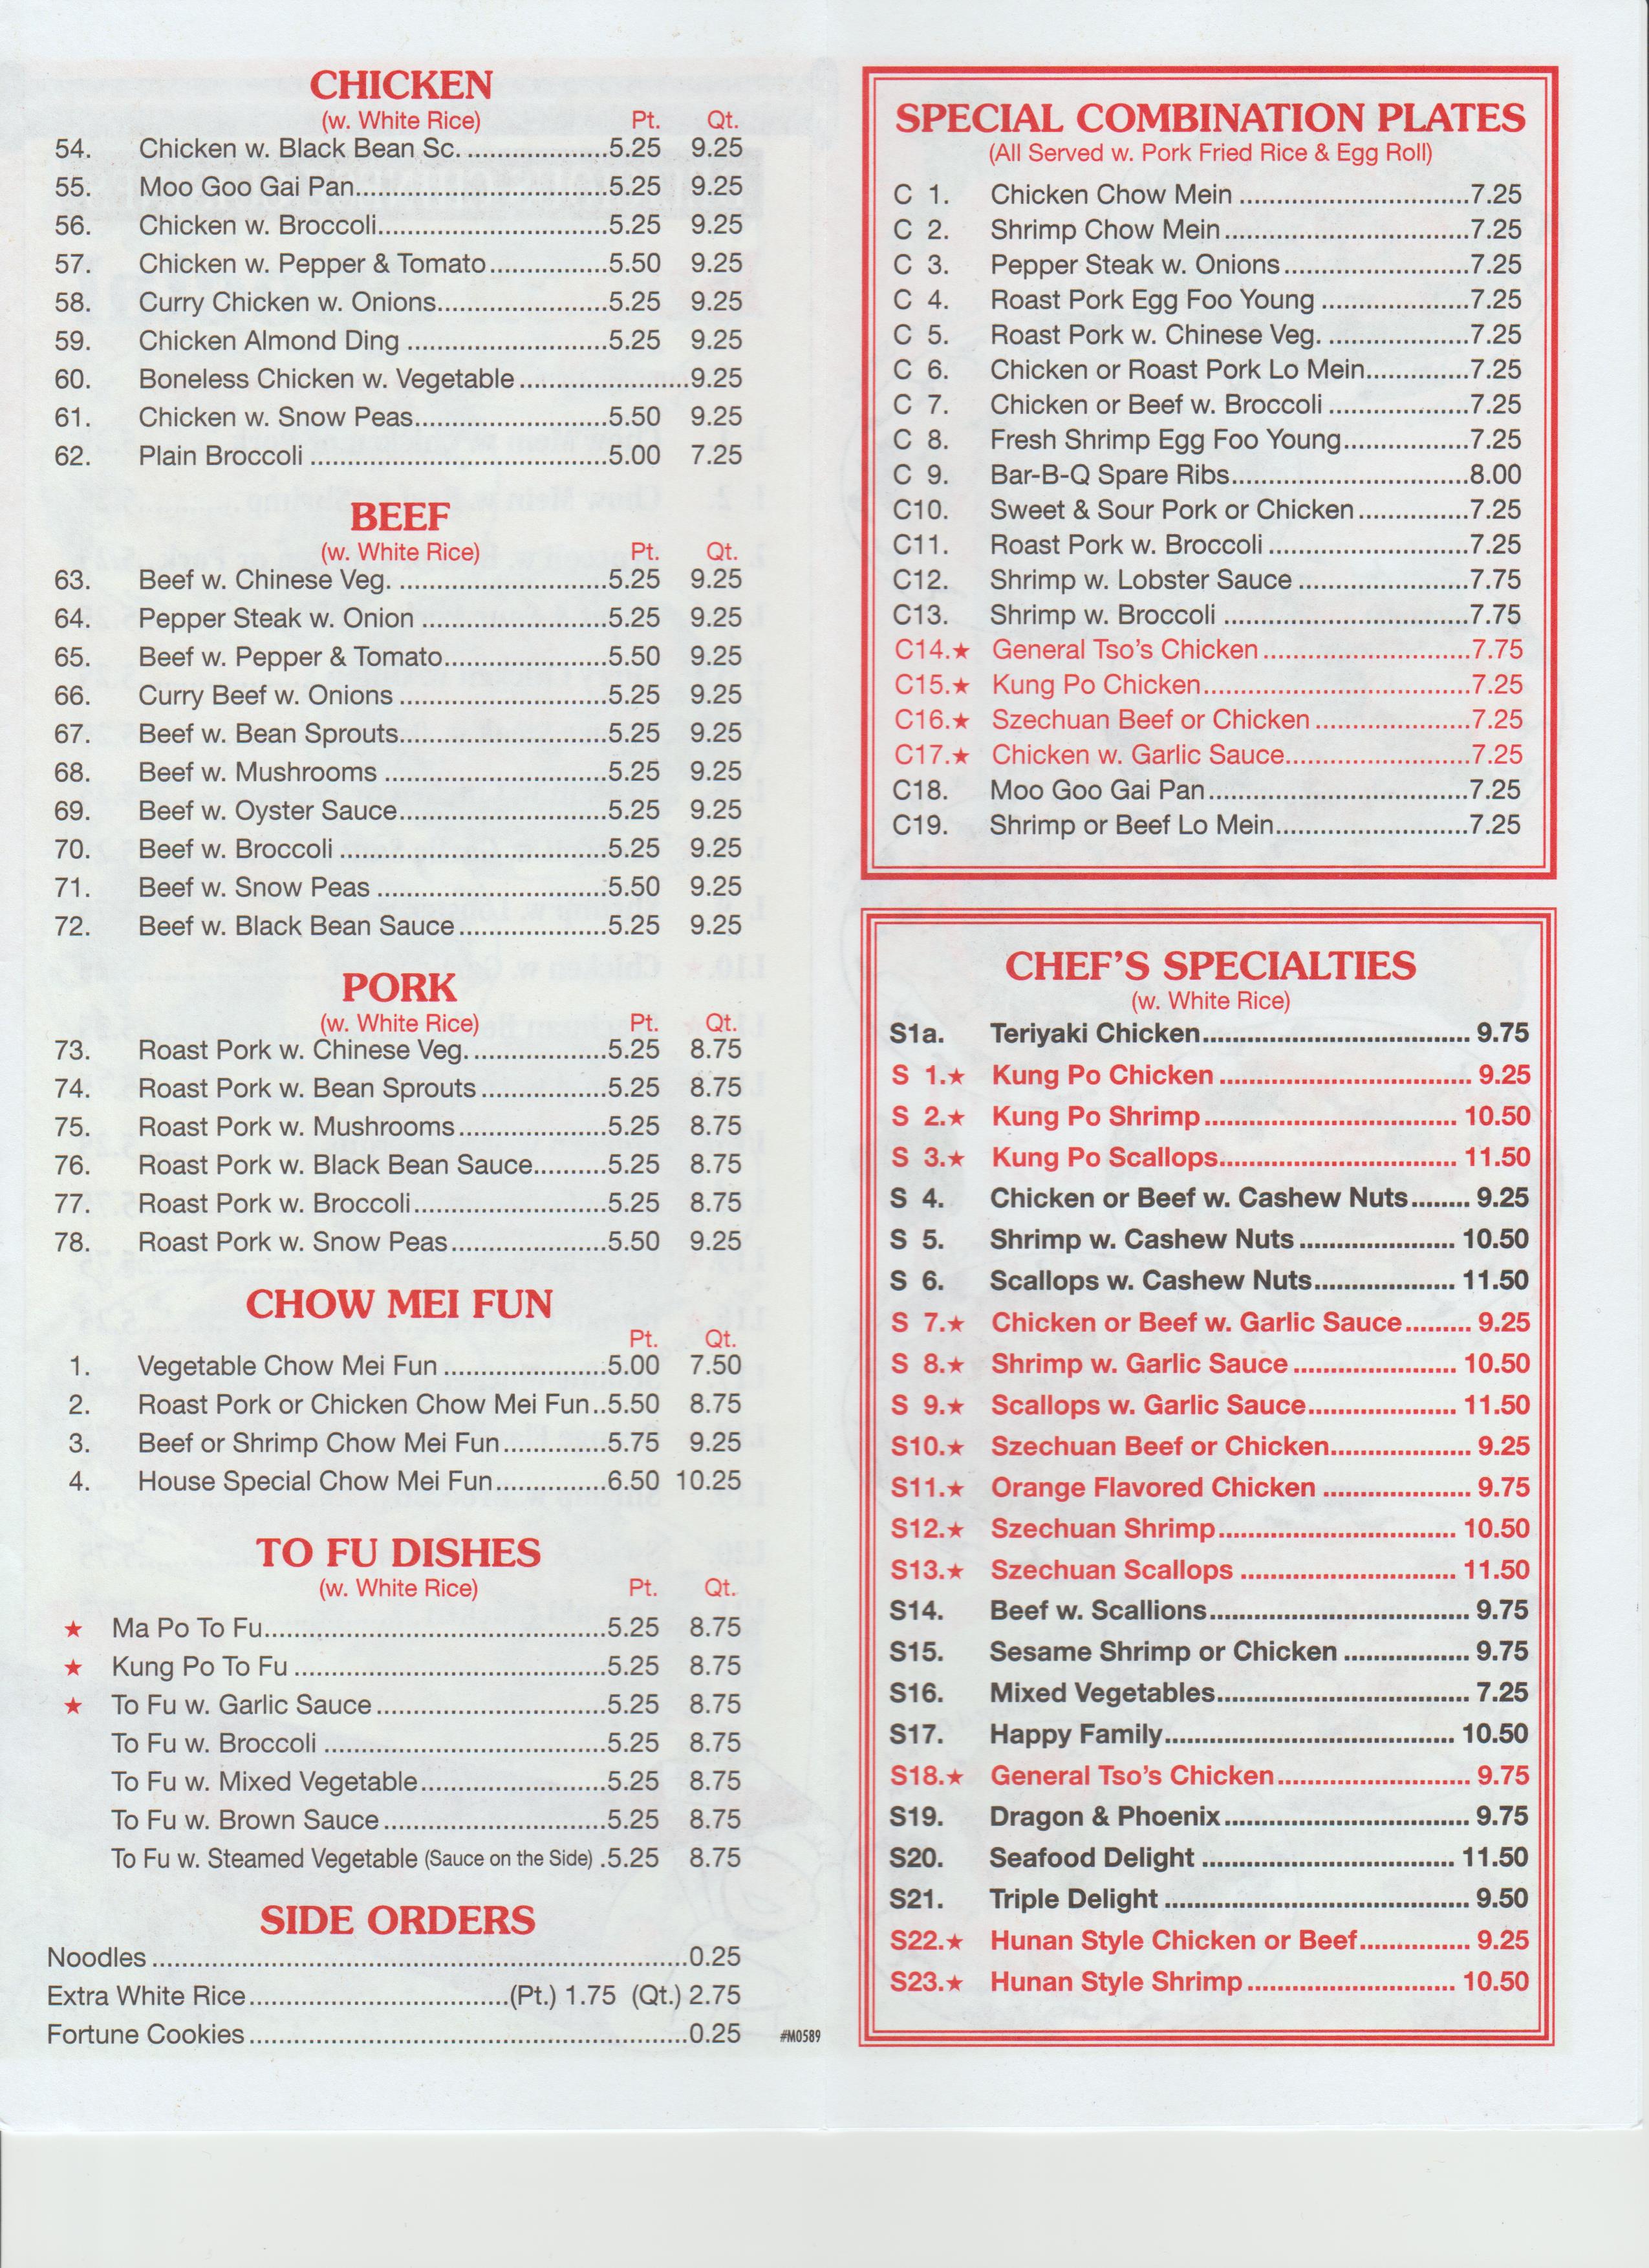 CHICKEN
(w. White Rice) Pt. Qt.
54. Chicken w. Black Bean Sc. ..................5.25 9.25
55. Moo Goo Gai Pan.................................5.25 9.25
56. Chicken w. Broccoli..............................5.25 9.25
57. Chicken w. Pepper & Tomato...............5.50 9.25
58. Curry Chicken w. Onions......................5.25 9.25
59. Chicken Almond Ding ..........................5.25 9.25
60. Boneless Chicken w. Vegetable......................9.25
61. Chicken w. Snow Peas.........................5.50 9.25
62. Plain Broccoli .......................................5.00 7.25
BEEF
(w. White Rice) Pt. Qt.
63. Beef w. Chinese Veg. ...........................5.25 9.25
64. Pepper Steak w. Onion ........................5.25 9.25
65. Beef w. Pepper & Tomato.....................5.50 9.25
66. Curry Beef w. Onions ...........................5.25 9.25
67. Beef w. Bean Sprouts...........................5.25 9.25
68. Beef w. Mushrooms .............................5.25 9.25
69. Beef w. Oyster Sauce...........................5.25 9.25
70. Beef w. Broccoli ...................................5.25 9.25
71. Beef w. Snow Peas ..............................5.50 9.25
72. Beef w. Black Bean Sauce...................5.25 9.25
PORK
(w. White Rice) Pt. Qt.
73. Roast Pork w. Chinese Veg. .................5.25 8.75
74. Roast Pork w. Bean Sprouts ................5.25 8.75
75. Roast Pork w. Mushrooms...................5.25 8.75
76. Roast Pork w. Black Bean Sauce..........5.25 8.75
77. Roast Pork w. Broccoli.........................5.25 8.75
78. Roast Pork w. Snow Peas....................5.50 9.25
CHOW MEI FUN
Pt. Qt.
1. Vegetable Chow Mei Fun .....................5.00 7.50
2. Roast Pork or Chicken Chow Mei Fun..5.50 8.75
3. Beef or Shrimp Chow Mei Fun.............5.75 9.25
4. House Special Chow Mei Fun..............6.50 10.25
TO FU DISHES
(w. White Rice) Pt. Qt.
★ Ma Po To Fu............................................5.25 8.75
★ Kung Po To Fu ........................................5.25 8.75
★ To Fu w. Garlic Sauce..............................5.25 8.75
To Fu w. Broccoli .....................................5.25 8.75
To Fu w. Mixed Vegetable........................5.25 8.75
To Fu w. Brown Sauce.............................5.25 8.75
To Fu w. Steamed Vegetable (Sauce on the Side) .5.25 8.75
SIDE ORDERS
Noodles......................................................................0.25
Extra White Rice..................................(Pt.) 1.75 (Qt.) 2.75
Fortune Cookies.........................................................0.25
#M0589
SPECIAL COMBINATION PLATES
(All Served w. Pork Fried Rice & Egg Roll)
C 1. Chicken Chow Mein ..............................7.25
C 2. Shrimp Chow Mein................................7.25
C 3. Pepper Steak w. Onions........................7.25
C 4. Roast Pork Egg Foo Young ...................7.25
C 5. Roast Pork w. Chinese Veg. ..................7.25
C 6. Chicken or Roast Pork Lo Mein.............7.25
C 7. Chicken or Beef w. Broccoli ..................7.25
C 8. Fresh Shrimp Egg Foo Young................7.25
C 9. Bar-B-Q Spare Ribs...............................8.00
C10. Sweet & Sour Pork or Chicken..............7.25
C11. Roast Pork w. Broccoli ..........................7.25
C12. Shrimp w. Lobster Sauce ......................7.75
C13. Shrimp w. Broccoli ................................7.75
C14.★ General Tso's Chicken...........................7.75
C15.★ Kung Po Chicken...................................7.25
C16.★ Szechuan Beef or Chicken....................7.25
C17.★ Chicken w. Garlic Sauce........................7.25
C18. Moo Goo Gai Pan..................................7.25
C19. Shrimp or Beef Lo Mein.........................7.25
CHEF'S SPECIALTIES
(w. White Rice)
S1a. Teriyaki Chicken................................... 9.75
S 1.★ Kung Po Chicken................................. 9.25
S 2.★ Kung Po Shrimp................................. 10.50
S 3.★ Kung Po Scallops............................... 11.50
S 4. Chicken or Beef w. Cashew Nuts........ 9.25
S 5. Shrimp w. Cashew Nuts..................... 10.50
S 6. Scallops w. Cashew Nuts................... 11.50
S 7.★ Chicken or Beef w. Garlic Sauce......... 9.25
S 8.★ Shrimp w. Garlic Sauce ...................... 10.50
S 9.★ Scallops w. Garlic Sauce.................... 11.50
S10.★ Szechuan Beef or Chicken................... 9.25
S11.★ Orange Flavored Chicken .................... 9.75
S12.★ Szechuan Shrimp................................ 10.50
S13.★ Szechuan Scallops ............................. 11.50
S14. Beef w. Scallions................................... 9.75
S15. Sesame Shrimp or Chicken ................. 9.75
S16. Mixed Vegetables.................................. 7.25
S17. Happy Family....................................... 10.50
S18.★ General Tso's Chicken.......................... 9.75
S19. Dragon & Phoenix................................. 9.75
S20. Seafood Delight .................................. 11.50
S21. Triple Delight......................................... 9.50
S22.★ Hunan Style Chicken or Beef............... 9.25
S23.★ Hunan Style Shrimp............................ 10.50